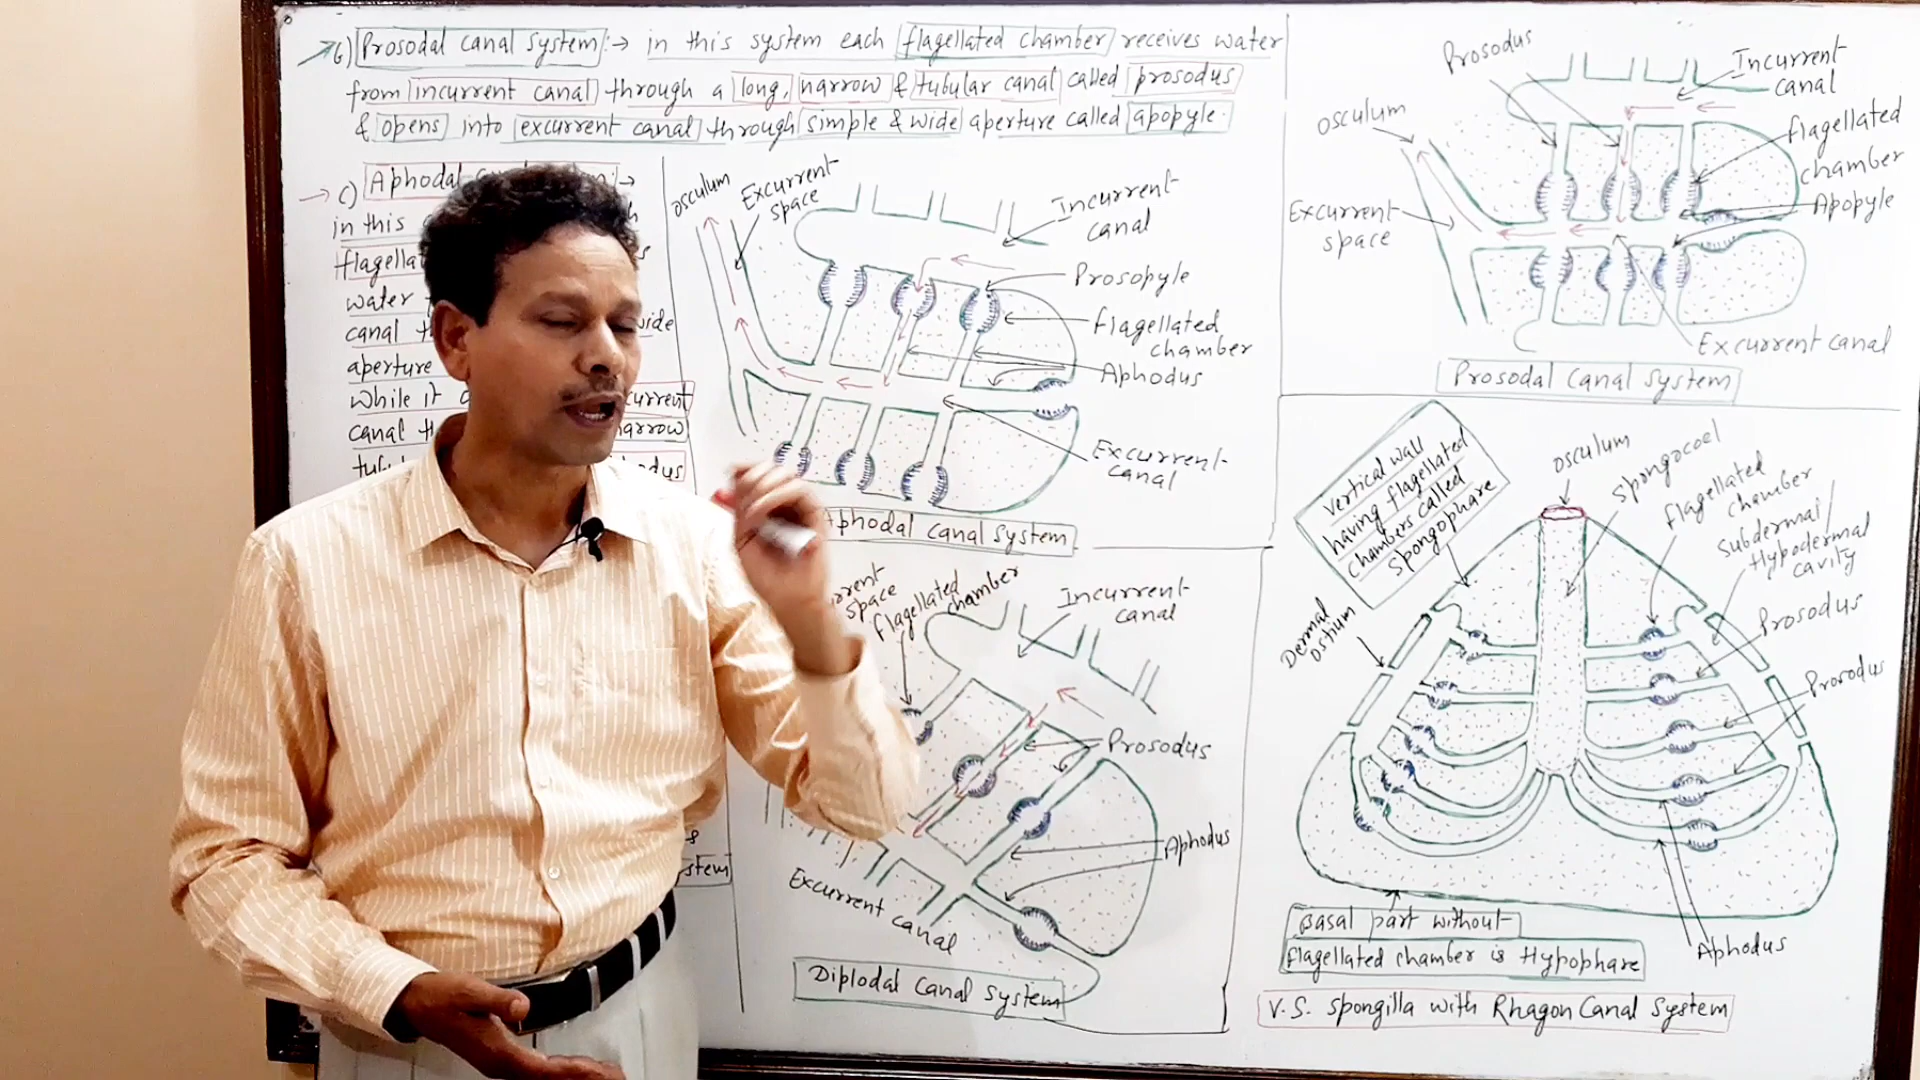 b) Prosodal canal system:→ in this system each flagellated chamber receives water
from incurrent canal through a long, narrow & tubular canal called prosodus
& opens into excurrent canal through simple & wide aperture called apopyle.
c) Aphodal
in this
water
canal
aperture
while it
canal
narrow
osculum
Excurrent
space
Incurrent
canal
Prosopyle
flagellated
chamber
Aphodus
Excurrent
canal
Aphodal canal system
space
flagellated
chamber
Incurrent
canal
Prosodus
Aphodus
Excurrent canal
Diplodal canal system
Prosodus
Incurrent
canal
osculum
flagellated
chamber
Apopyle
Excurrent
space
Excurrent canal
Prosodal canal system
vertical wall
having flagellated
chambers called
spongophare
osculum
spongocoel
flagellated
chamber
subdermal/
Hypodermal
cavity
Dermal
ostium
Prosodus
Prorodus
Basal part without
flagellated chamber is Hypophare
Aphodus
V.S. Spongilla with Rhagon Canal System